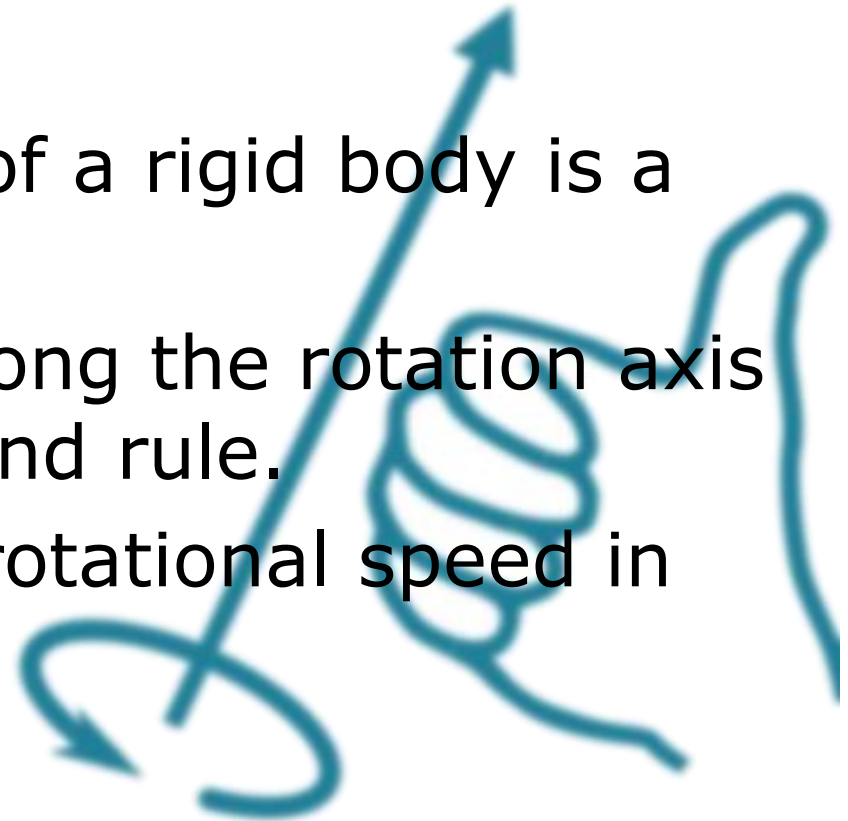 of a rigid body is a
ong the rotation axis
nd rule.
rotational speed in